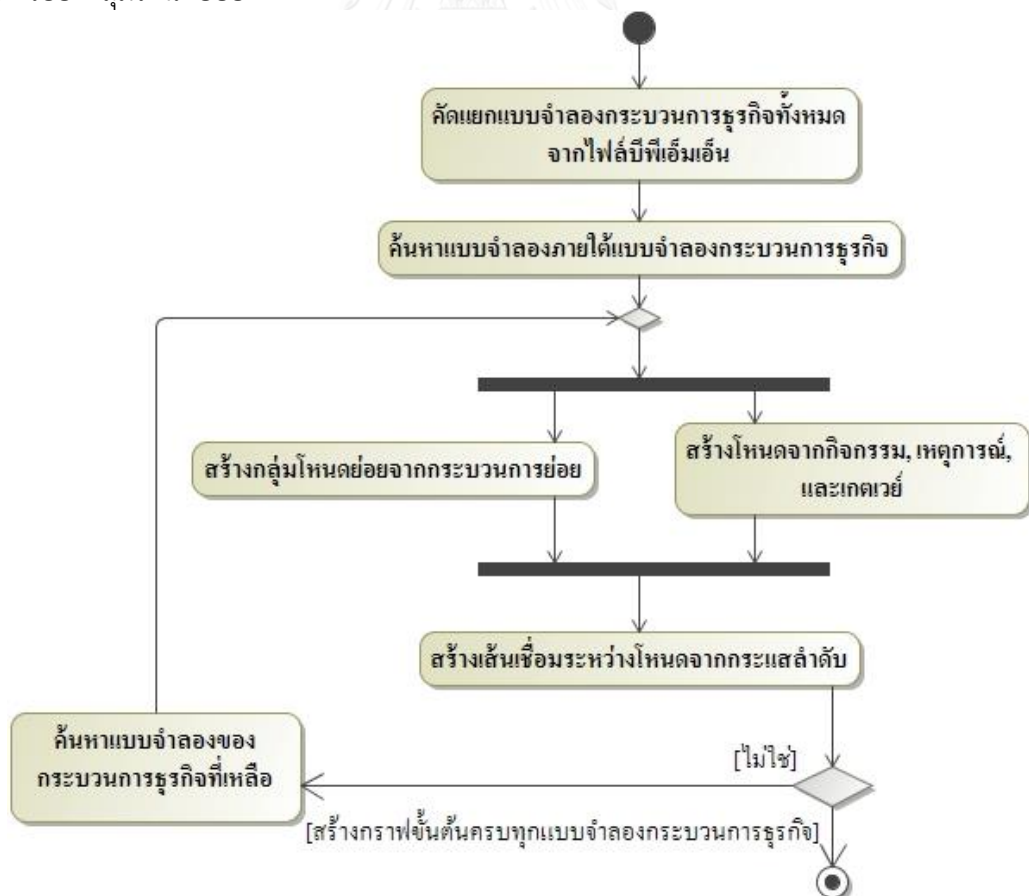 คัดแยกแบบจำลองกระบวนการธุรกิจทั้งหมด
จากไฟล์บีพีเอ็มเอ็น
ค้นหาแบบจำลองภายใต้แบบจำลองกระบวนการธุรกิจ
สร้างกลุ่มโหนดย่อยจากกระบวนการย่อย
สร้างโหนดจากกิจกรรม, เหตุการณ์,
และเกตเวย์
สร้างเส้นเชื่อมระหว่างโหนดจากกระแสลำดับ
ค้นหาแบบจำลองของ
กระบวนการธุรกิจที่เหลือ
[ไม่ใช่]
[สร้างกราฟขั้นต้นครบทุกแบบจำลองกระบวนการธุรกิจ]